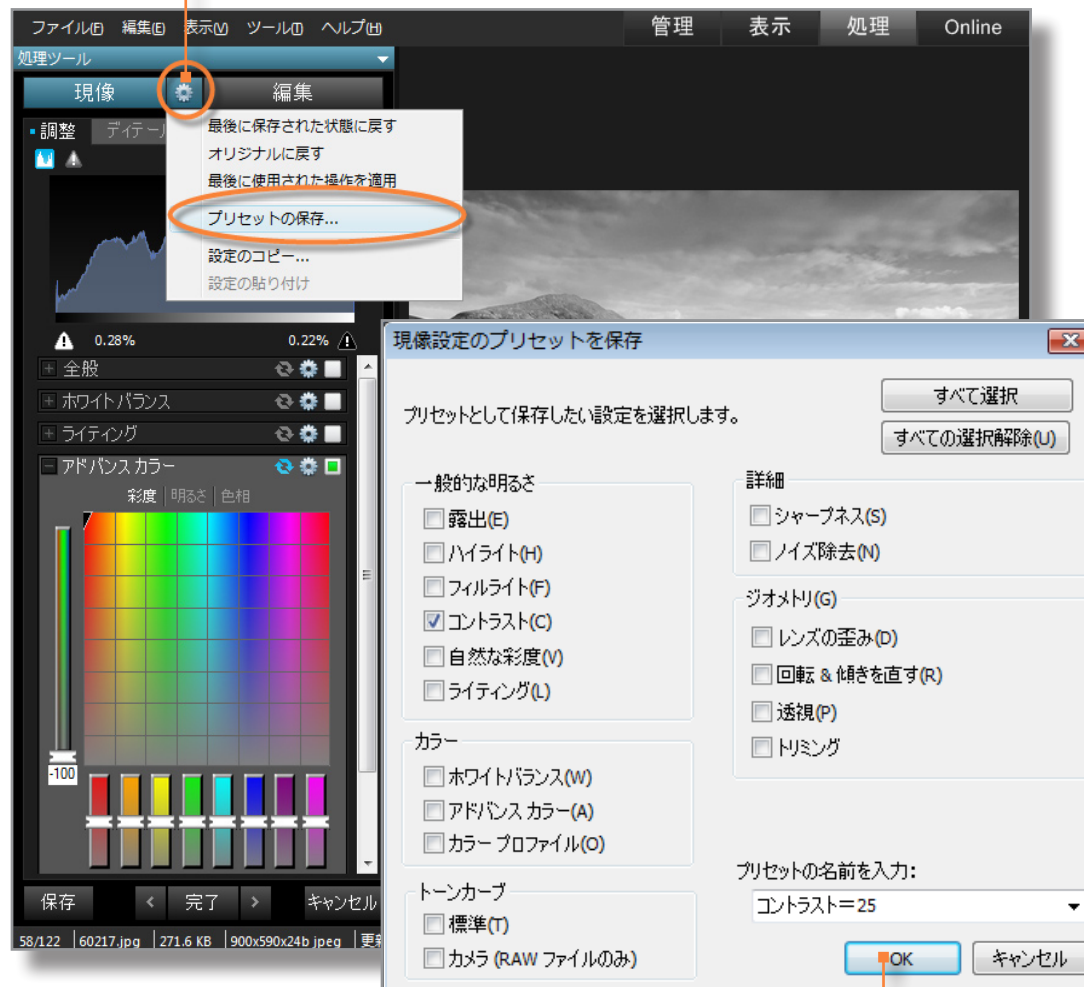 ファイル(F) 編集(E) 表示(V) ツール(T) ヘルプ(H)
管理 表示 処理 Online
処理ツール
現像 編集
調整 ディテール
最後に保存された状態に戻す
オリジナルに戻す
最後に使用された操作を適用
プリセットの保存...
設定のコピー...
設定の貼り付け
0.28% 0.22%
全般
ホワイトバランス
ライティング
アドバンス カラー
彩度 明るさ 色相
-100
保存 < 完了 > キャンセル
58/122 60217.jpg 271.6 KB 900x590x24b jpeg
現像設定のプリセットを保存
プリセットとして保存したい設定を選択します。
すべて選択
すべての選択解除(U)
一般的な明るさ
露出(E)
ハイライト(H)
フィルライト(F)
コントラスト(C)
自然な彩度(V)
ライティング(L)
カラー
ホワイトバランス(W)
アドバンス カラー(A)
カラー プロファイル(O)
トーンカーブ
標準(T)
カメラ (RAW ファイルのみ)
詳細
シャープネス(S)
ノイズ除去(N)
ジオメトリ(G)
レンズの歪み(D)
回転 & 傾きを直す(R)
透視(P)
トリミング
プリセットの名前を入力:
コントラスト＝25
OK キャンセル